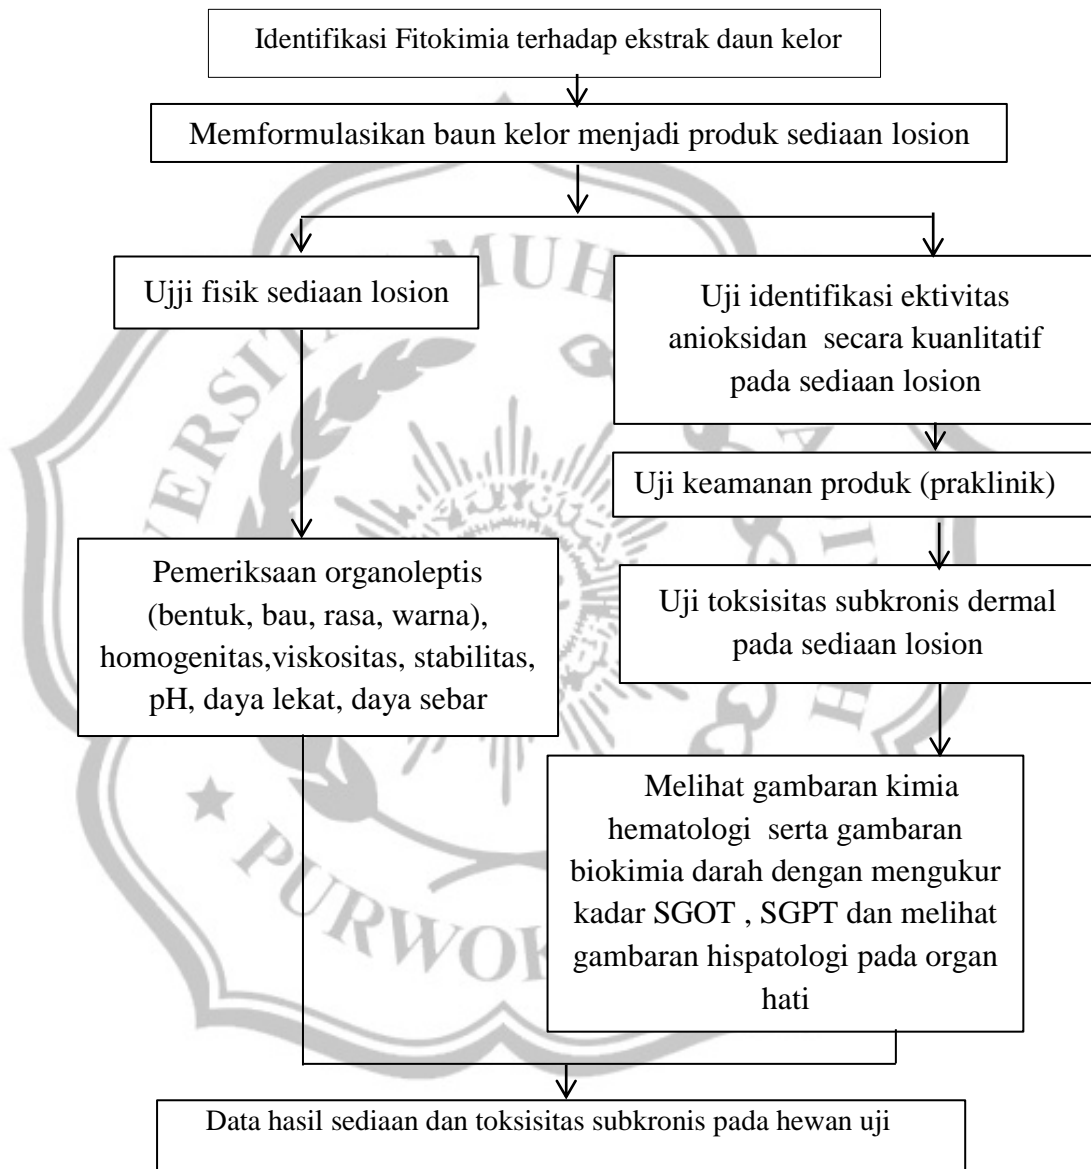 Identifikasi Fitokimia terhadap ekstrak daun kelor
Memformulasikan baun kelor menjadi produk sediaan losion
Ujji fisik sediaan losion
Uji identifikasi ektivitas
anioksidan secara kuanlitatif
pada sediaan losion
Uji keamanan produk (praklinik)
Pemeriksaan organoleptis
(bentuk, bau, rasa, warna),
homogenitas,viskositas, stabilitas,
pH, daya lekat, daya sebar
Uji toksisitas subkronis dermal
pada sediaan losion
Melihat gambaran kimia
hematologi serta gambaran
biokimia darah dengan mengukur
kadar SGOT , SGPT dan melihat
gambaran hispatologi pada organ
hati
Data hasil sediaan dan toksisitas subkronis pada hewan uji
PURWOK